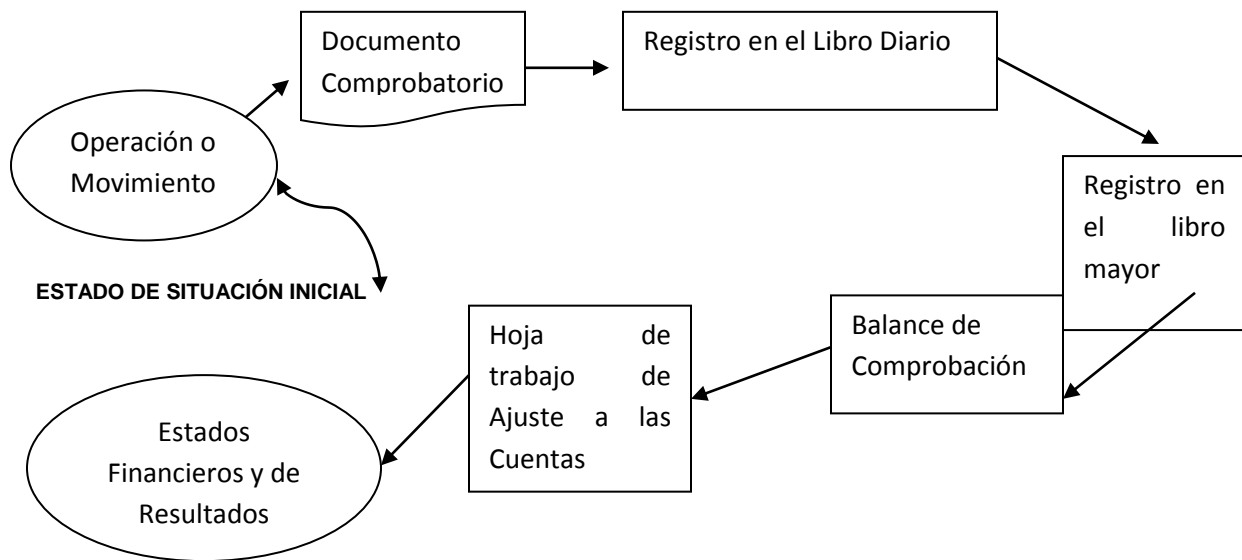 Documento
Comprobatorio
Registro en el Libro Diario
Operación o
Movimiento
Registro en
el libro
mayor
ESTADO DE SITUACIÓN INICIAL
Balance de
Comprobación
Hoja de
trabajo de
Ajuste a las
Cuentas
Estados
Financieros y de
Resultados